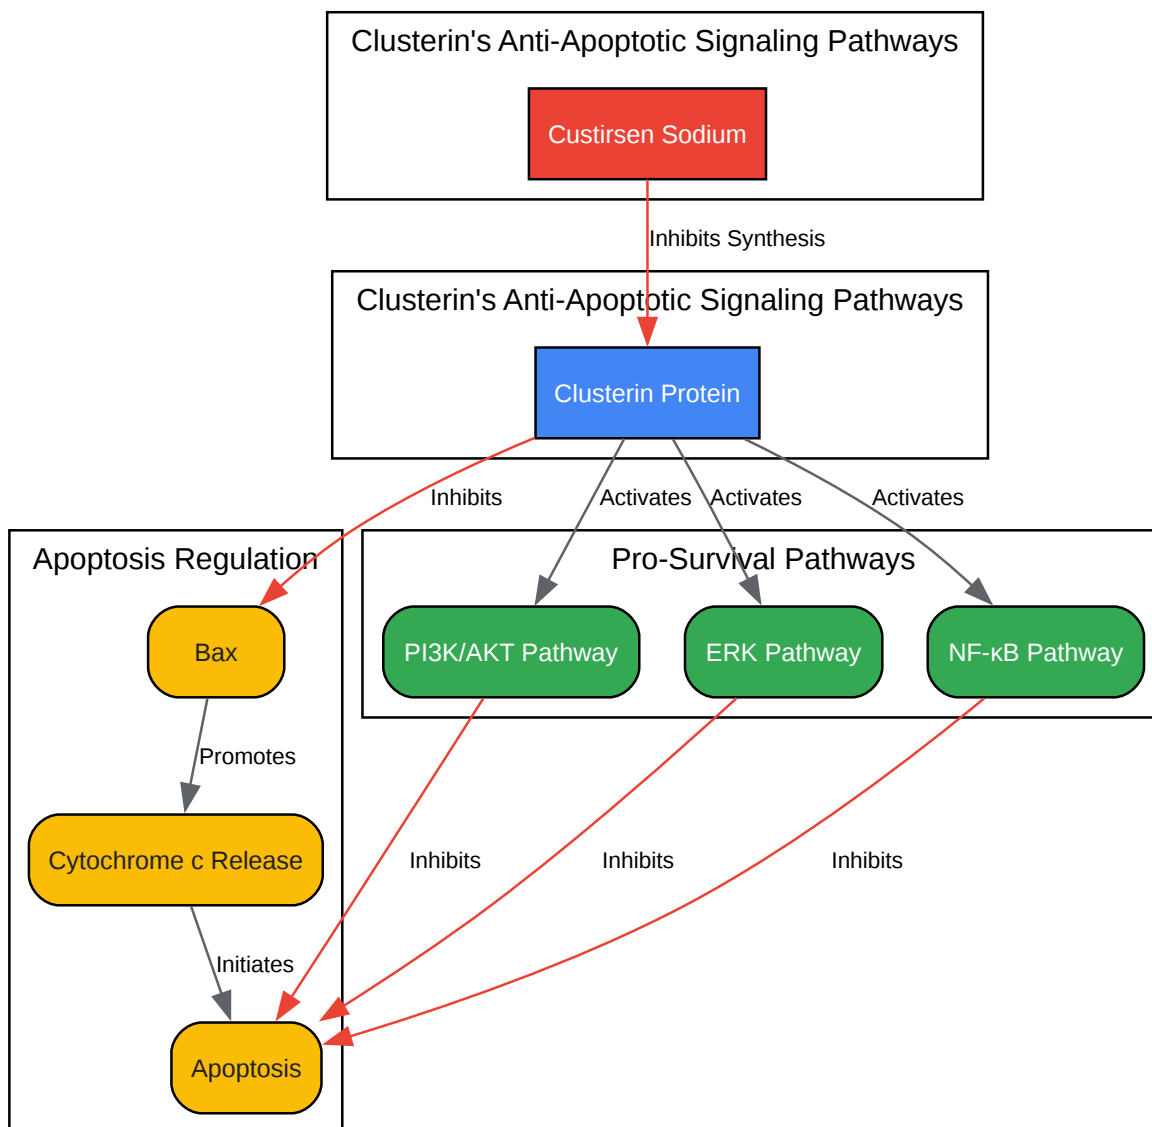 Clusterin's Anti-Apoptotic Signaling Pathways
Custirsen Sodium
Inhibits Synthesis
Clusterin's Anti-Apoptotic Signaling Pathways
Clusterin Protein
Inhibits
Activates
Activates
Activates
Apoptosis Regulation
Pro-Survival Pathways
Bax
PI3K/AKT Pathway
ERK Pathway
NF-κB Pathway
Promotes
Cytochrome c Release
Inhibits
Inhibits
Inhibits
Initiates
Apoptosis